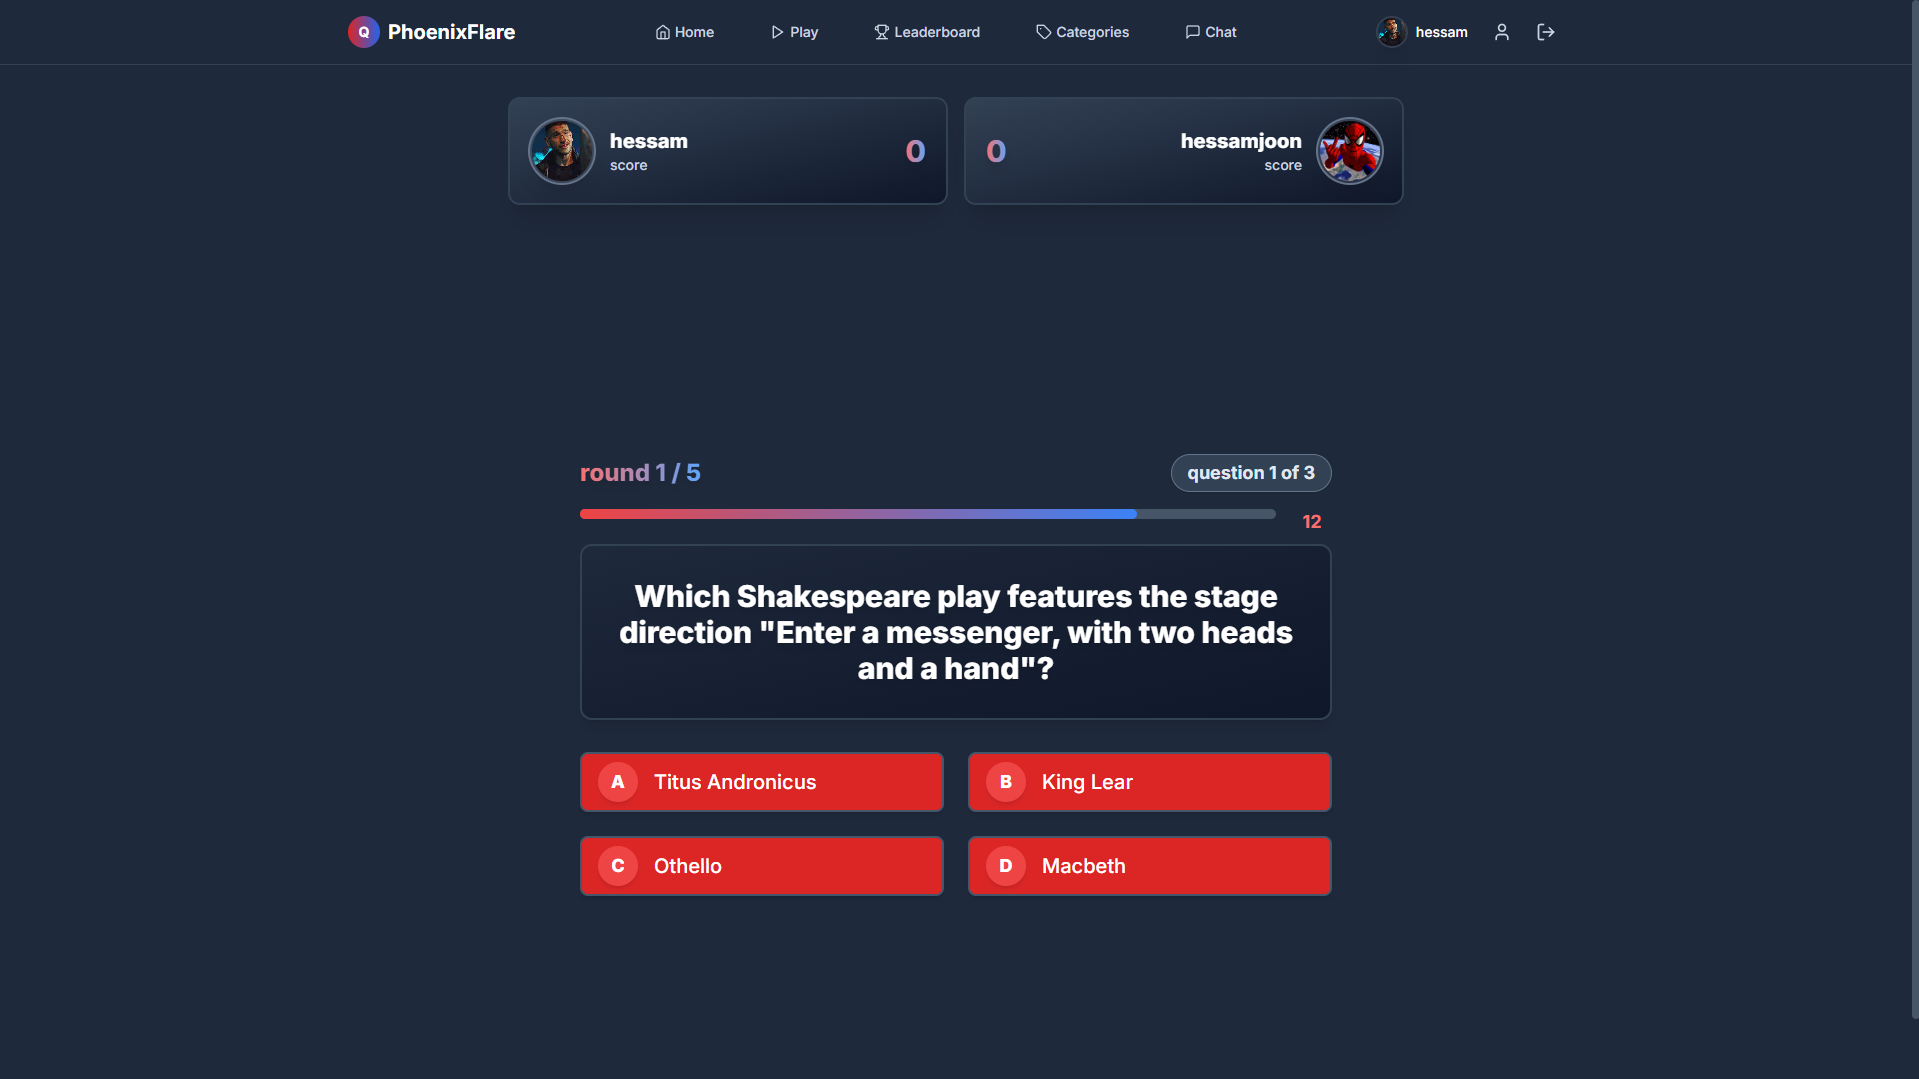 Q PhoenixFlare
Home
Play
Leaderboard
Categories
Chat
hessam
hessam
score
0
0
hessamjoon
score
round 1 / 5
question 1 of 3
12
Which Shakespeare play features the stage
direction "Enter a messenger, with two heads
and a hand"?
A Titus Andronicus
B King Lear
C Othello
D Macbeth